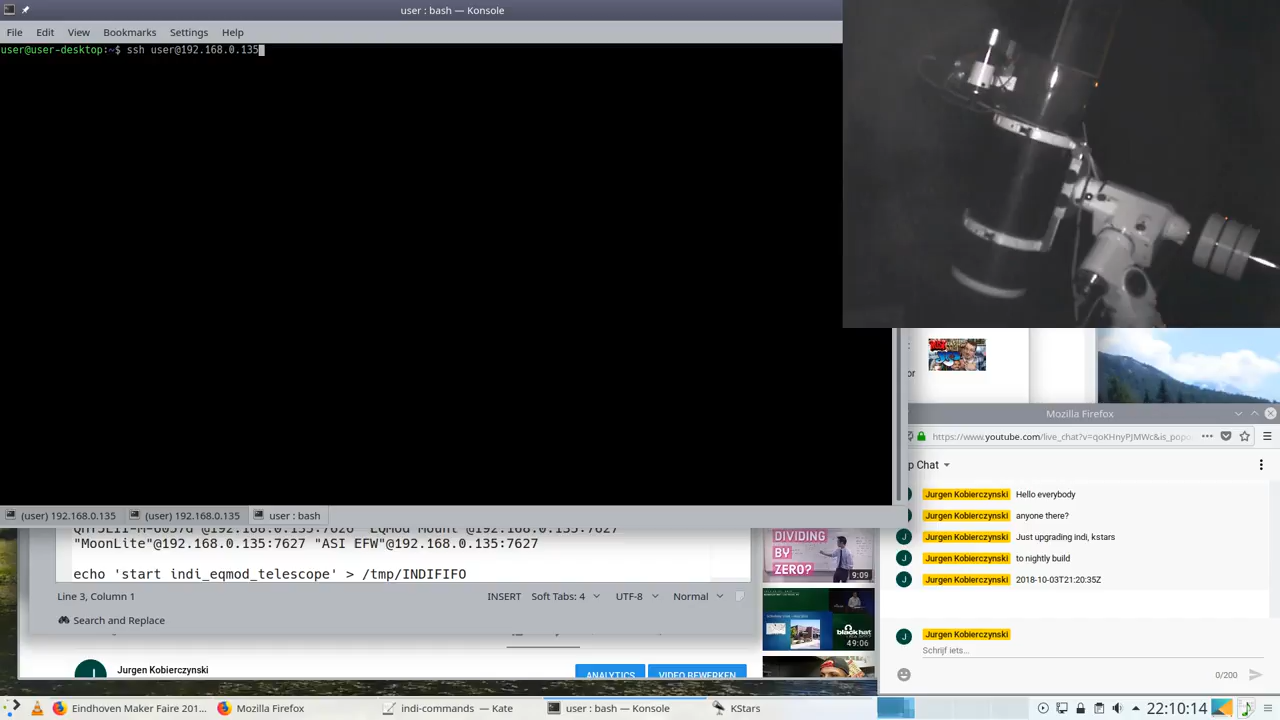 user : bash — Konsole
File Edit View Bookmarks Settings Help
user@user-desktop:~$ ssh user@192.168.0.135
(user) 192.168.0.135 (user) 192.168.0.135 user : bash
"MoonLite"@192.168.0.135:7627 "ASI EFW"@192.168.0.135:7627
echo 'start indi_eqmod_telescope' > /tmp/INDIFIFO
Line 3, Column 1 INSERT Soft Tabs: 4 UTF-8 Normal
Search and Replace
Jurgen Kobierczynski
ANALYTICS VIDEO BEWERKEN
DIVIDING
BY
ZERO?
9:09
blackhat
49:06
or
Mozilla Firefox
https://www.youtube.com/live_chat?v=qoKHnyPJMWc&is_popo
p Chat
Jurgen Kobierczynski Hello everybody
Jurgen Kobierczynski anyone there?
Jurgen Kobierczynski Just upgrading indi, kstars
Jurgen Kobierczynski to nightly build
Jurgen Kobierczynski 2018-10-03T21:20:35Z
Jurgen Kobierczynski
Schrijf iets...
0/200
Eindhoven Maker Faire 201... Mozilla Firefox indi-commands — Kate user : bash — Konsole KStars 22:10:14